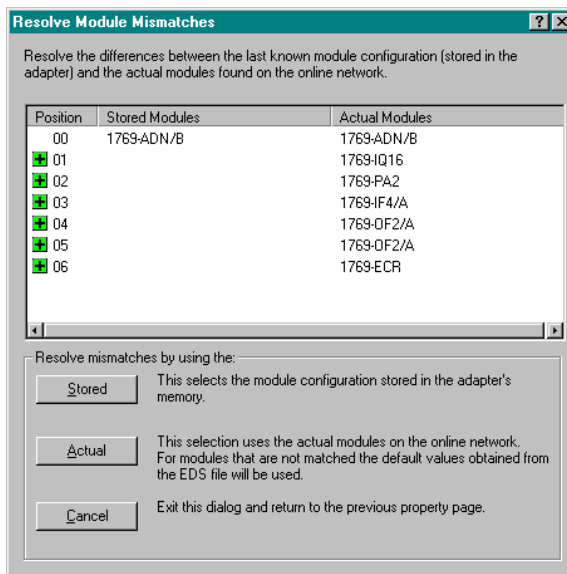 Resolve Module Mismatches
Resolve the differences between the last known module configuration (stored in the
adapter) and the actual modules found on the online network.
Position Stored Modules Actual Modules
00 1769-ADN/B 1769-ADN/B
01 1769-IQ16
02 1769-PA2
03 1769-IF4/A
04 1769-OF2/A
05 1769-OF2/A
06 1769-ECR
Resolve mismatches by using the:
Stored This selects the module configuration stored in the adapter's
memory.
Actual This selection uses the actual modules on the online network.
For modules that are not matched the default values obtained from
the EDS file will be used.
Cancel Exit this dialog and return to the previous property page.